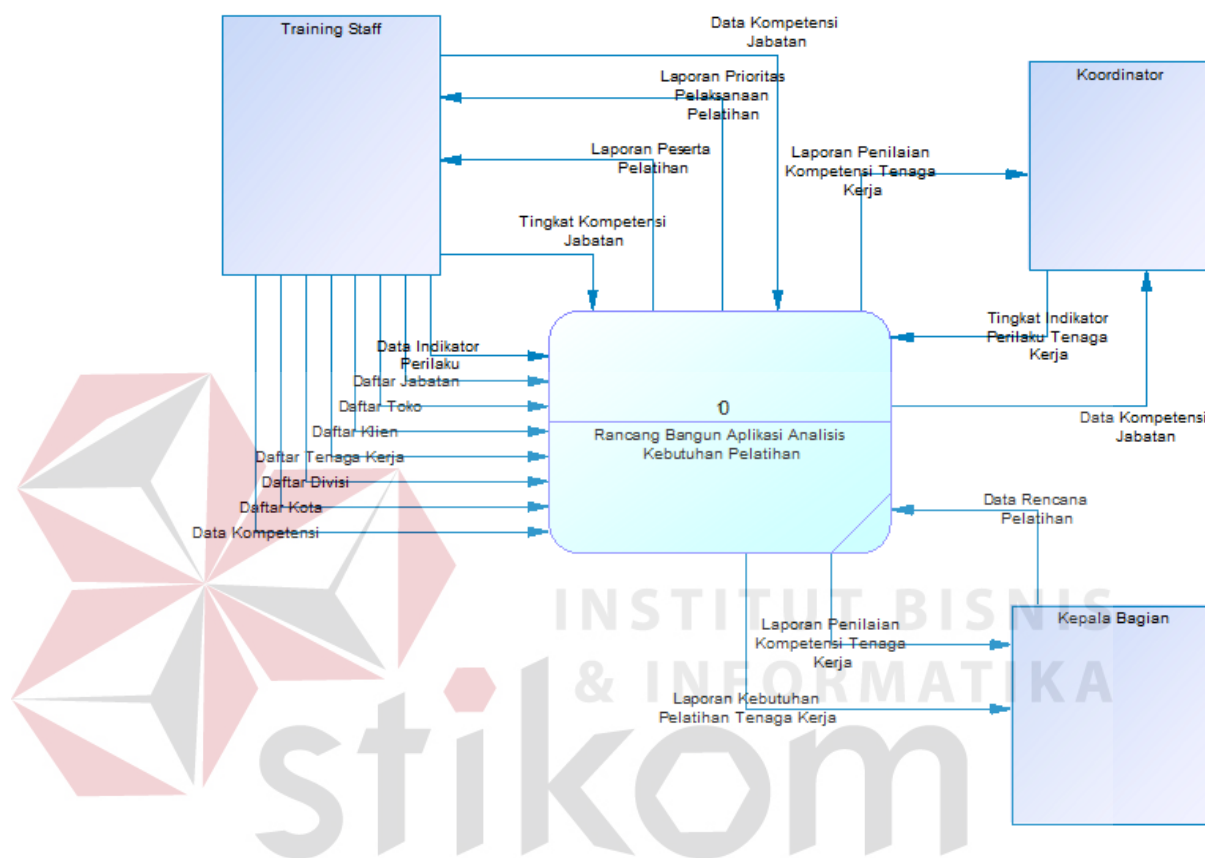 Training Staff
Data Kompetensi
Jabatan
Laporan Prioritas
Pelaksanaan
Pelatihan
Koordinator
Laporan Peserta
Pelatihan
Laporan Penilaian
Kompetensi Tenaga
Kerja
Tingkat Kompetensi
Jabatan
Tingkat Indikator
Perilaku Tenaga
Kerja
Data Indikator
Perilaku
Daftar Jabatan
Daftar Toko
Daftar Klien
Daftar Tenaga Kerja
Daftar Divisi
Daftar Kota
Data Kompetensi
Rancang Bangun Aplikasi Analisis
Kebutuhan Pelatihan
Data Kompetensi
Jabatan
Data Rencana
Pelatihan
Kepala Bagian
Laporan Penilaian
Kompetensi Tenaga
Kerja
Laporan Kebutuhan
Pelatihan Tenaga Kerja
INSTITUT BISNIS
& INFORMATIKA
stikom